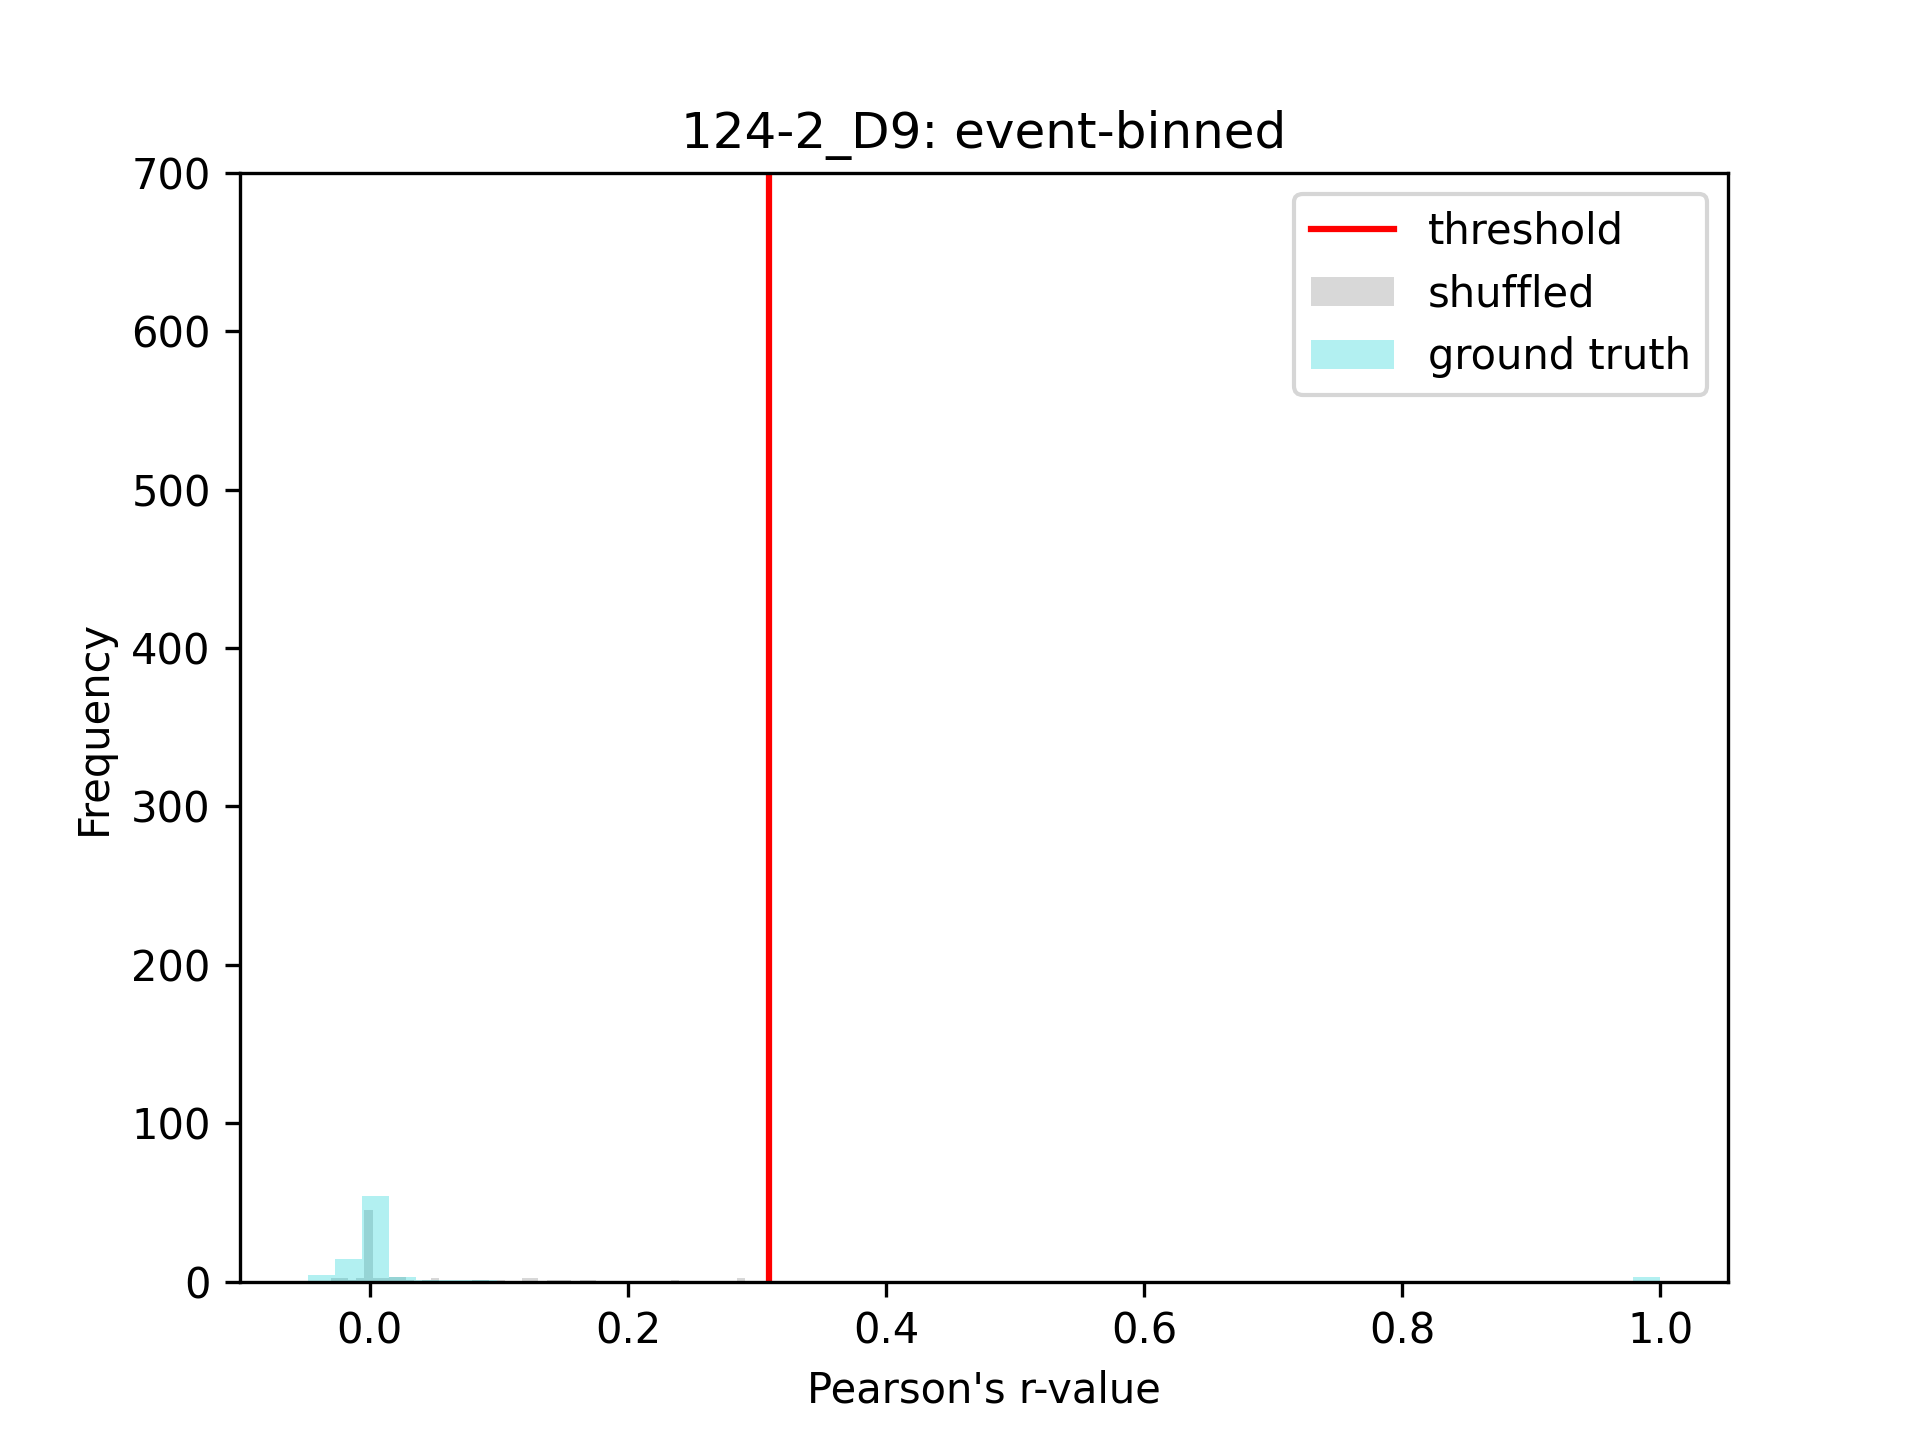 124-2_D9: event-binned
700
600
500
400
300
200
100
0
Frequency
threshold
shuffled
ground truth
0.0 0.2 0.4 0.6 0.8 1.0
Pearson's r-value